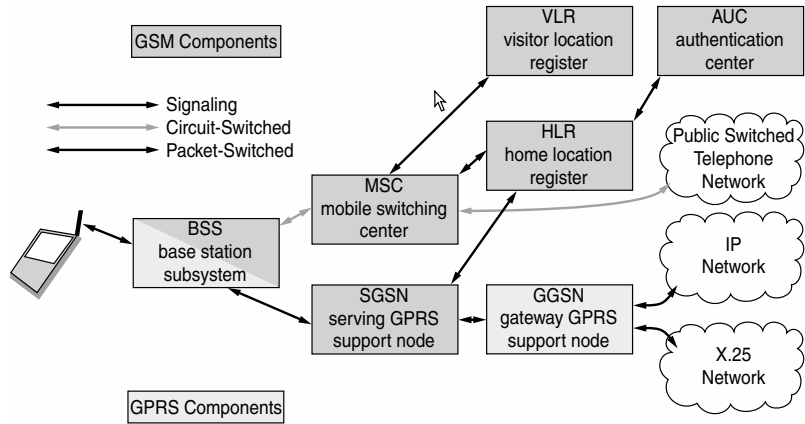 GSM Components
VLR
visitor location
register
AUC
authentication
center
Signaling
Circuit-Switched
Packet-Switched
HLR
home location
register
Public Switched
Telephone
Network
MSC
mobile switching
center
BSS
base station
subsystem
IP
Network
SGSN
serving GPRS
support node
GGSN
gateway GPRS
support node
X.25
Network
GPRS Components